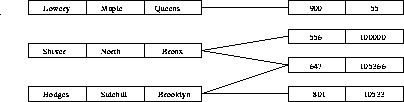 Lowery Maple Queens 900 55
556 100000
Shiver North Bronx
647 105366
Hodges Sidehill Brooklyn 801 10533